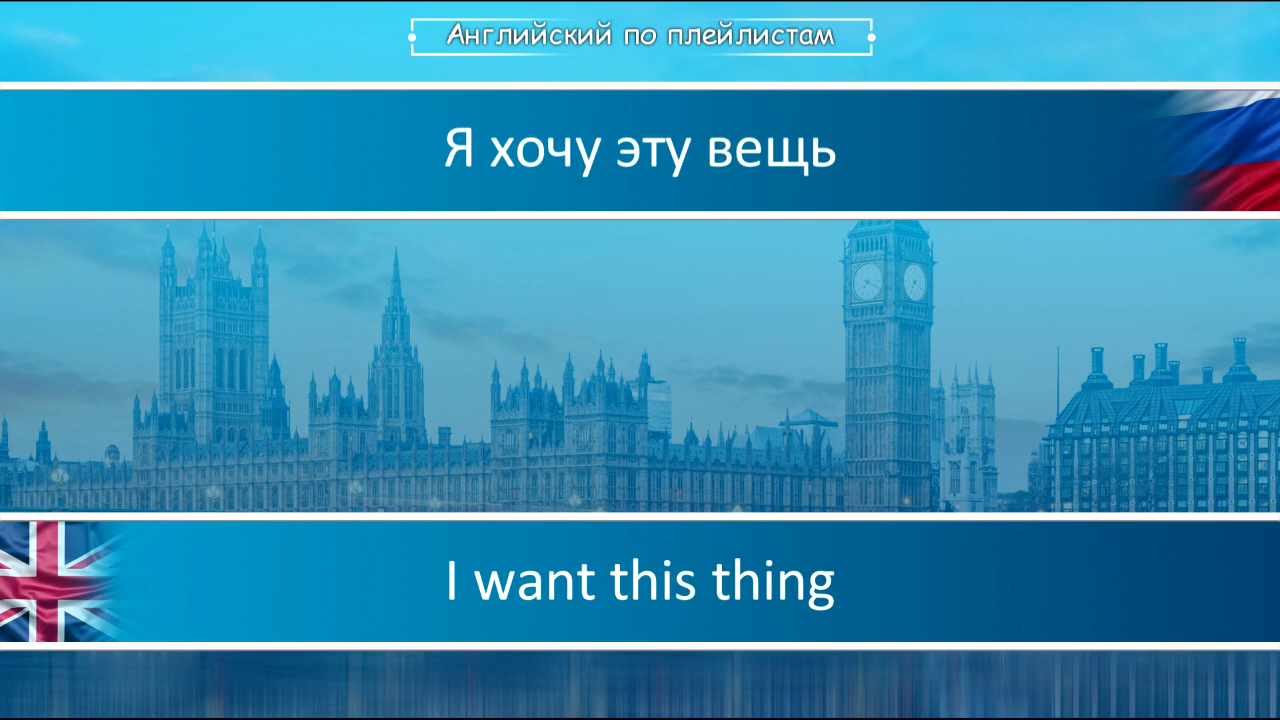 Английский по плейлистам
Я хочу эту вещь
I want this thing